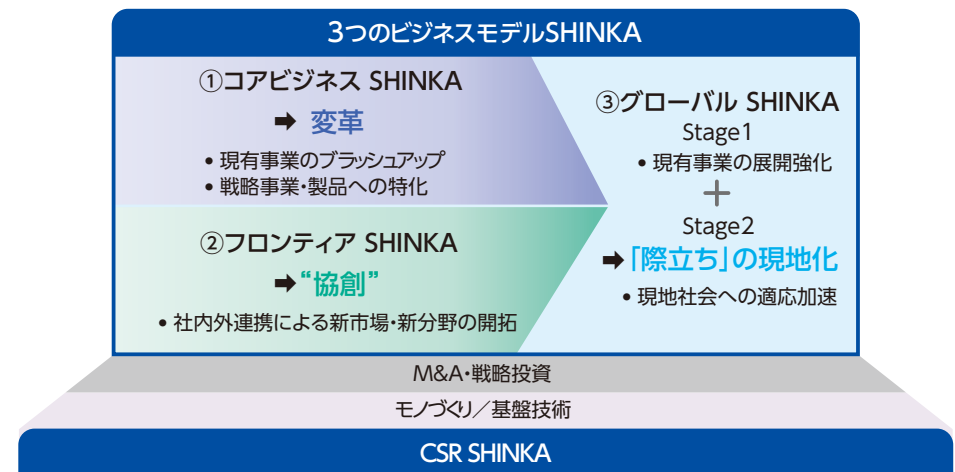 3つのビジネスモデルSHINKA
①コアビジネス SHINKA
➡ 変革
• 現有事業のブラッシュアップ
• 戦略事業・製品への特化
②フロンティア SHINKA
➡“協創”
• 社内外連携による新市場・新分野の開拓
③グローバル SHINKA
Stage1
• 現有事業の展開強化
+
Stage2
➡「際立ち」の現地化
• 現地社会への適応加速
M&A・戦略投資
モノづくり／基盤技術
CSR SHINKA